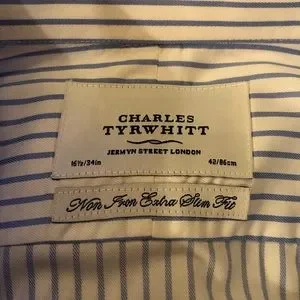 CHARLES
TYRWHITT
JERMYN STREET LONDON
16½/34in 42/86cm
Non Iron Extra Slim Fit